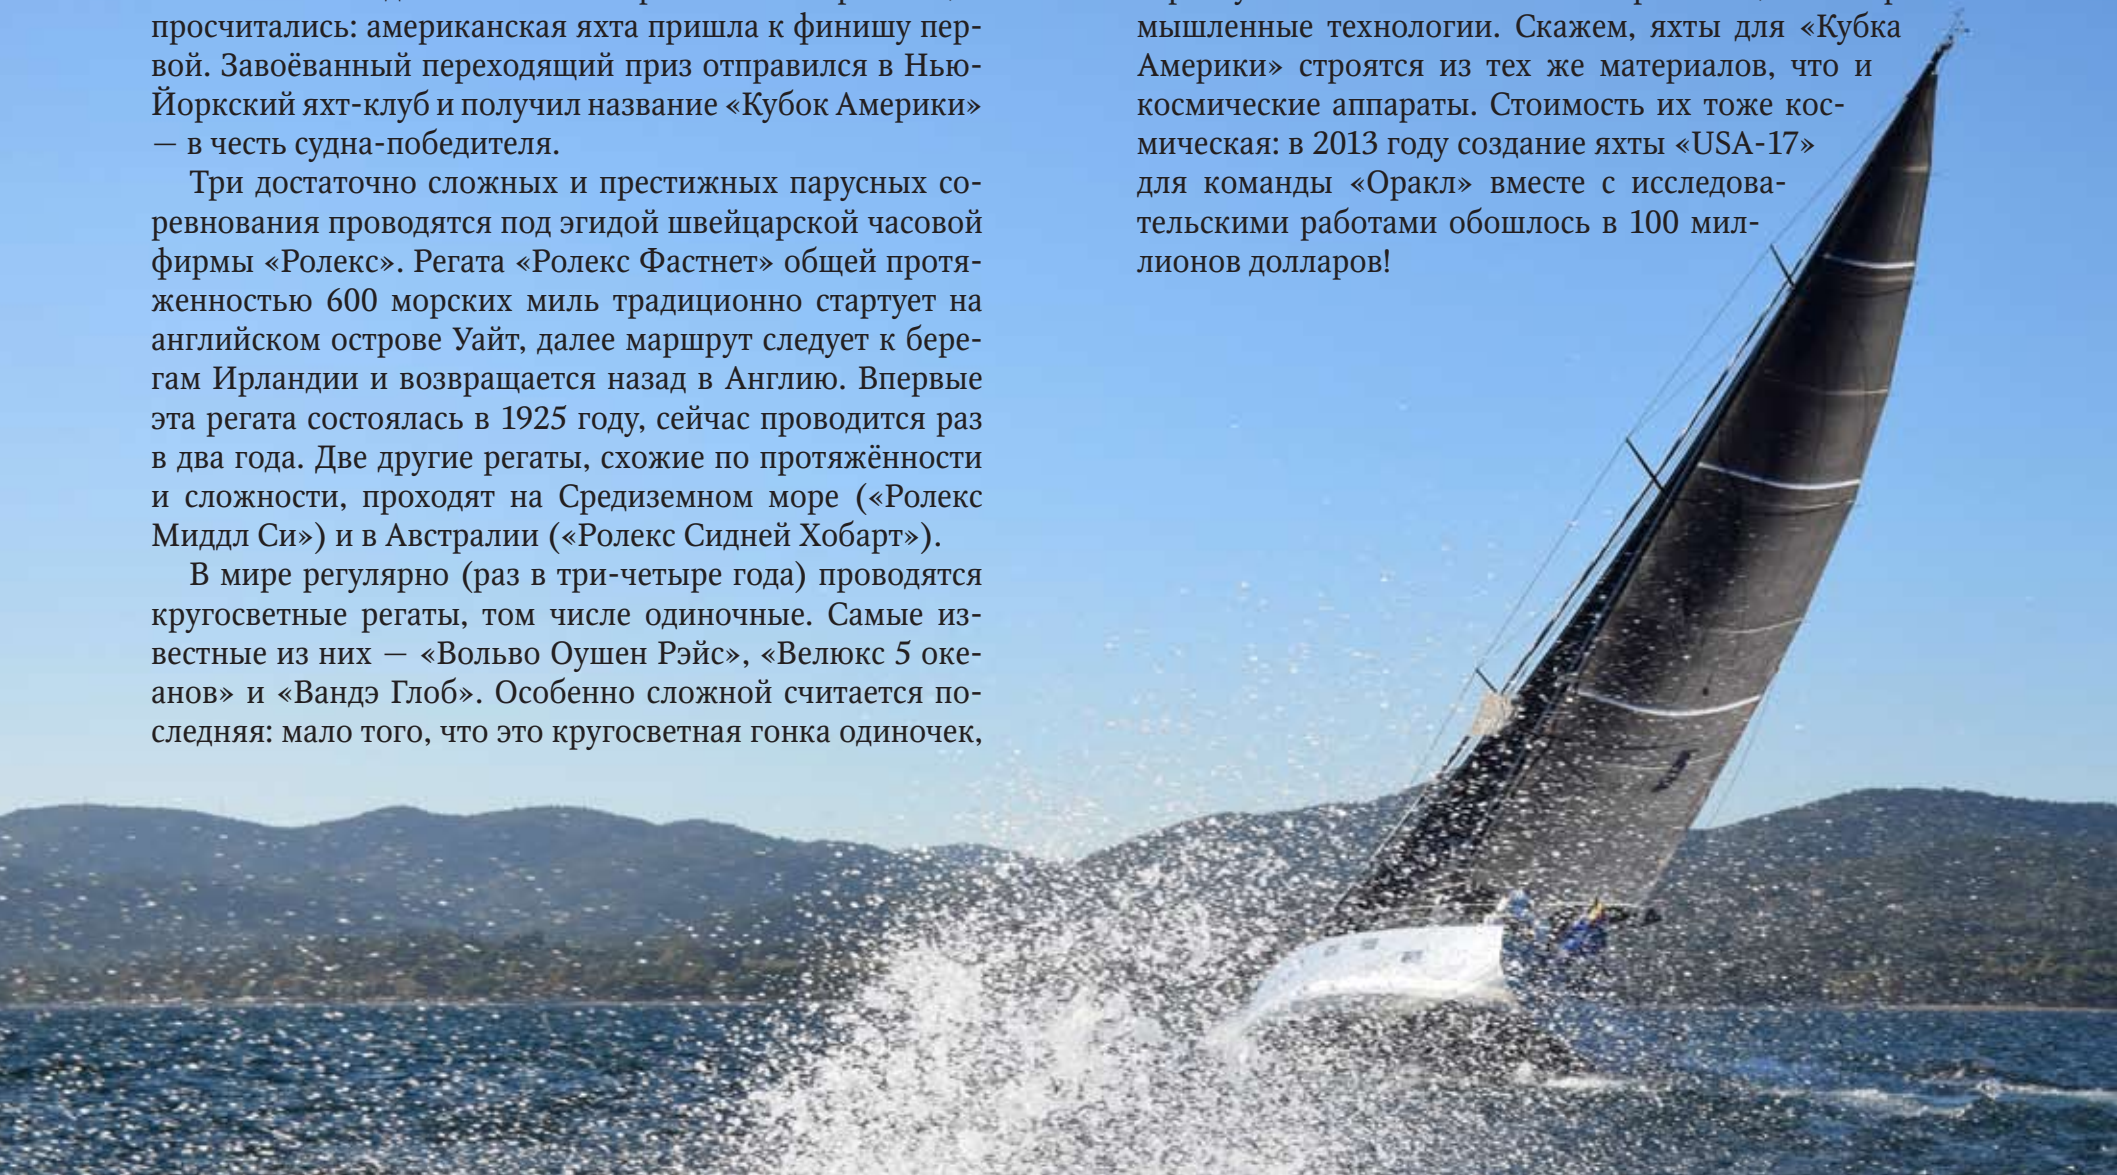 просчитались: американская яхта пришла к финишу пер-
вой. Завоёванный переходящий приз отправился в Нью-
Йоркский яхт-клуб и получил название «Кубок Америки»
— в честь судна-победителя.
Три достаточно сложных и престижных парусных со-
ревнования проводятся под эгидой швейцарской часовой
фирмы «Ролекс». Регата «Ролекс Фастнет» общей протя-
женностью 600 морских миль традиционно стартует на
английском острове Уайт, далее маршрут следует к бере-
гам Ирландии и возвращается назад в Англию. Впервые
эта регата состоялась в 1925 году, сейчас проводится раз
в два года. Две другие регаты, схожие по протяжённости
и сложности, проходят на Средиземном море («Ролекс
Миддл Си») и в Австралии («Ролекс Сидней Хобарт»).
В мире регулярно (раз в три-четыре года) проводятся
кругосветные регаты, том числе одиночные. Самые из-
вестные из них — «Вольво Оушен Рэйс», «Велюкс 5 оке-
анов» и «Вандэ Глоб». Особенно сложной считается по-
следняя: мало того, что это кругосветная гонка одиночек,
мышленные технологии. Скажем, яхты для «Кубка
Америки» строятся из тех же материалов, что и
космические аппараты. Стоимость их тоже кос-
мическая: в 2013 году создание яхты «USA-17»
для команды «Оракл» вместе с исследова-
тельскими работами обошлось в 100 мил-
лионов долларов!